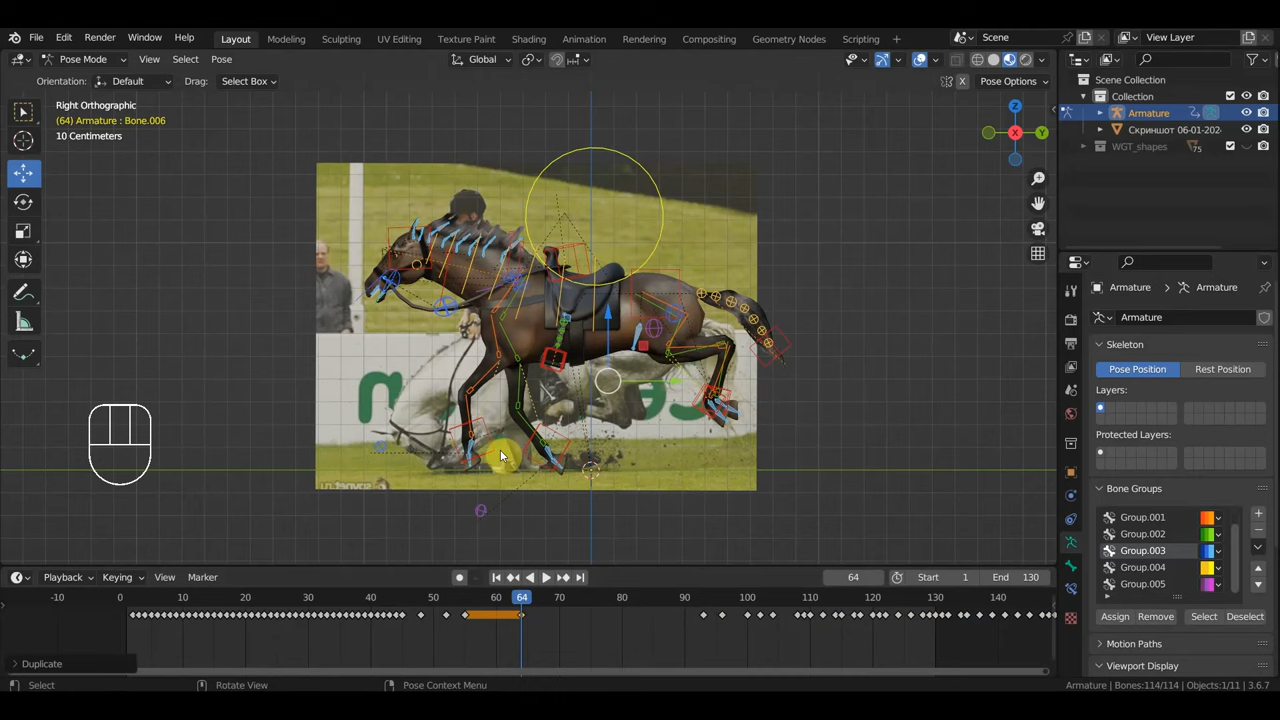 File Edit Render Window Help Layout Modeling Sculpting UV Editing Texture Paint Shading Animation Rendering Compositing Geometry Nodes Scripting + Scene View Layer
Pose Mode View Select Pose Global
Orientation: Default Drag: Select Box X Pose Options
Right Orthographic
(64) Armature : Bone.006
10 Centimeters
Z
Y
X
Scene Collection
Collection
Armature
Скриншот 06-01-202
WGT_shapes 75
Armature Armature
Armature
Skeleton
Pose Position Rest Position
Layers:
Protected Layers:
Bone Groups
Group.001
Group.002
Group.003
Group.004
Group.005
Assign Remove Select Deselect
Motion Paths
Viewport Display
Playback Keying View Marker 64 Start 1 End 130
-10 0 10 20 30 40 50 60 64 70 80 90 100 110 120 130 140
Duplicate
Select Rotate View Pose Context Menu Armature | Bones:114/114 | Objects:1/11 | 3.6.7